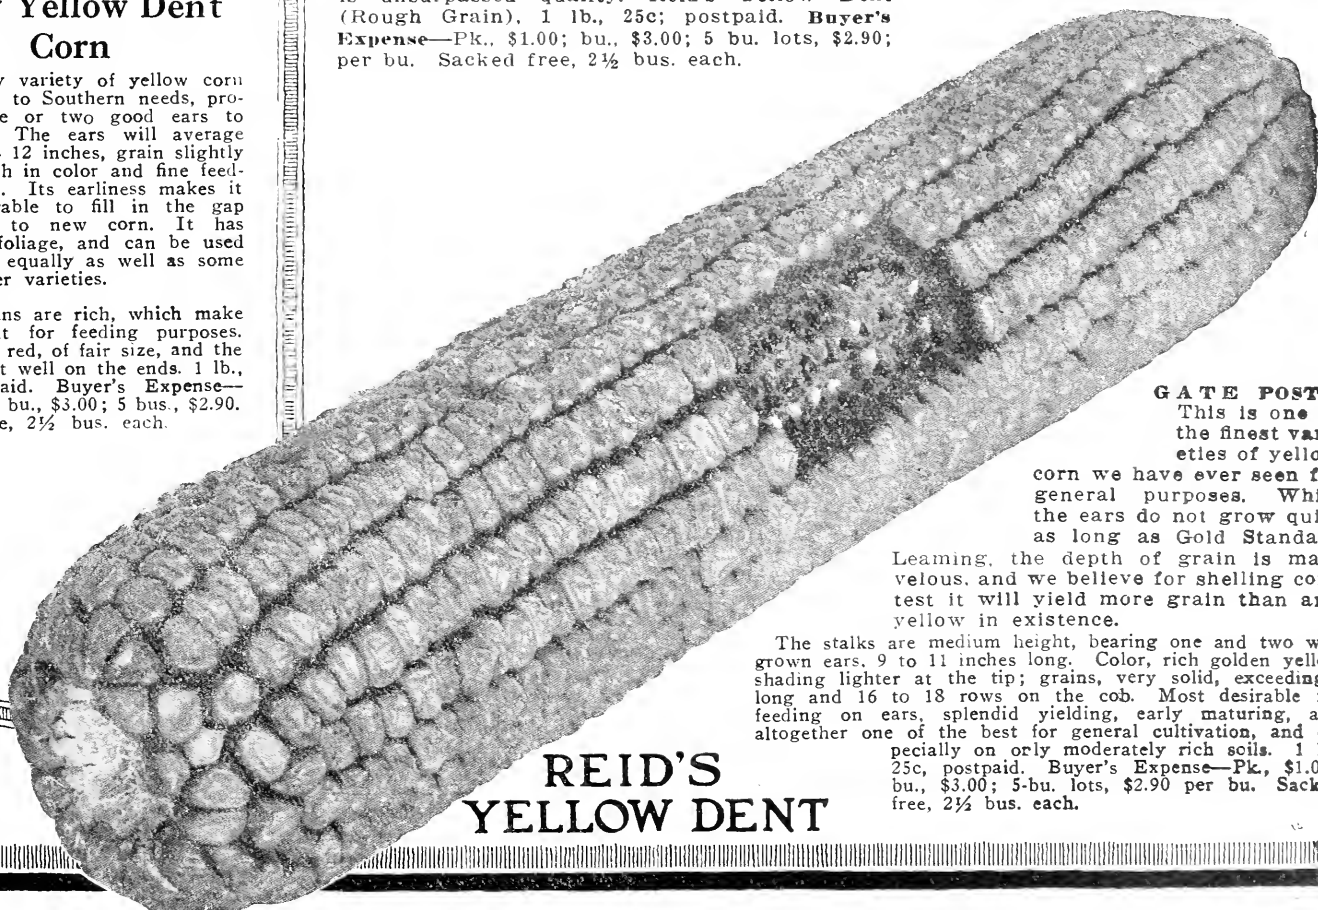 Yellow Dent
Corn
variety of yellow corn
to Southern needs, pro-
or two good ears to
The ears will average
12 inches, grain slightly
in color and fine feed-
Its earliness makes it
to fill in the gap
to new corn. It has
foliage, and can be used
equally as well as some
varieties.
are rich, which make
for feeding purposes.
red, of fair size, and the
well on the ends. 1 lb.,
Buyer's Expense—
bu., $3.00; 5 bus., $2.90.
2½ bus. each.
(Rough Grain), 1 lb., 25c; postpaid. Buyer's
Expense—Pk., $1.00; bu., $3.00; 5 bu. lots, $2.90;
per bu. Sacked free, 2½ bus. each.
GATE POST
This is one
the finest vari-
eties of yello
corn we have ever seen f
general purposes. Whi
the ears do not grow qui
as long as Gold Standa
Leaming, the depth of grain is ma
velous, and we believe for shelling co
test it will yield more grain than a
yellow in existence.
The stalks are medium height, bearing one and two w
grown ears, 9 to 11 inches long. Color, rich golden yell
shading lighter at the tip; grains, very solid, exceeding
long and 16 to 18 rows on the cob. Most desirable
feeding on ears, splendid yielding, early maturing, a
altogether one of the best for general cultivation, and
pecially on orly moderately rich soils. 1
25c, postpaid. Buyer's Expense—Pk., $1.0
bu., $3.00; 5-bu. lots, $2.90 per bu. Sack
free, 2½ bus. each.
REID'S
YELLOW DENT